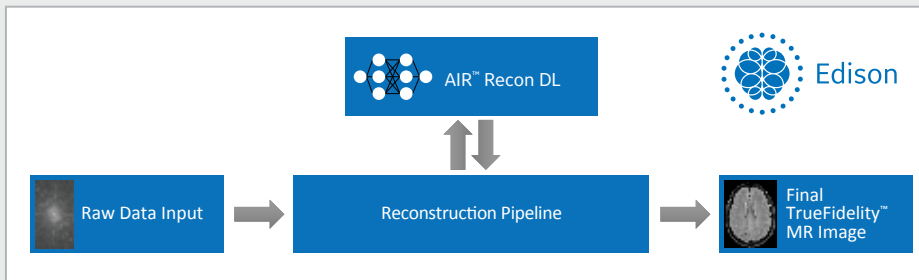 AIR™ Recon DL
Edison
Raw Data Input
Reconstruction Pipeline
Final
TrueFidelity™
MR Image